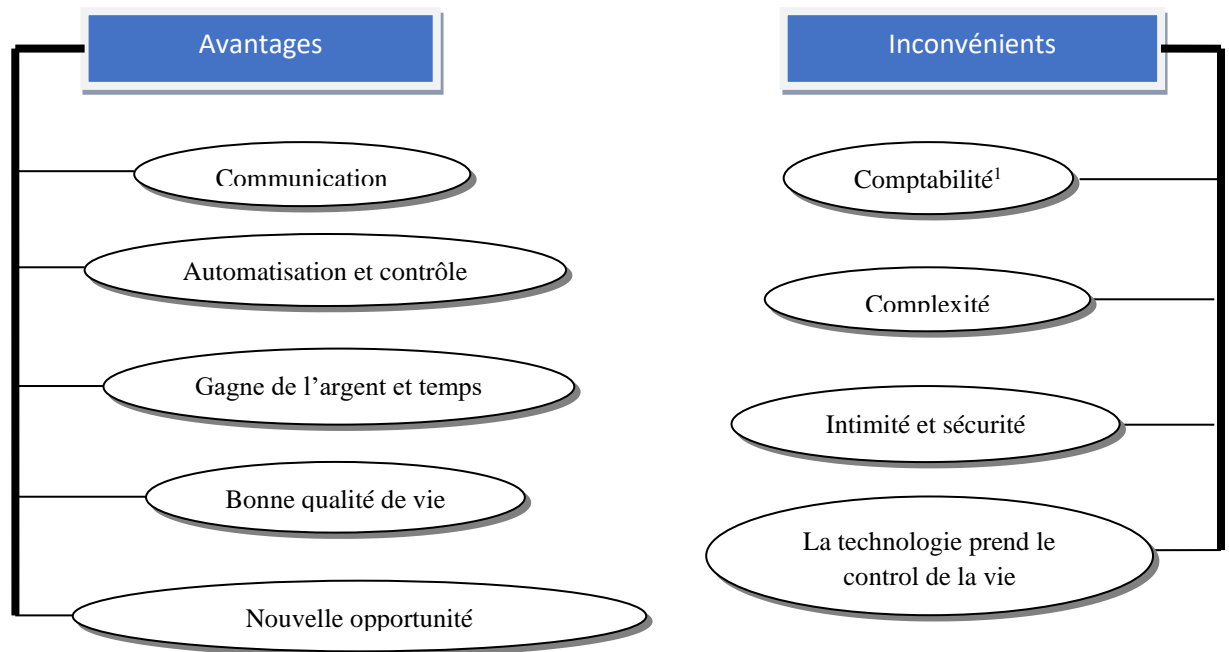 Avantages
Communication
Automatisation et contrôle
Gagne de l’argent et temps
Bonne qualité de vie
Nouvelle opportunité
Inconvénients
Comptabilité¹
Complexité
Intimité et sécurité
La technologie prend le
control de la vie